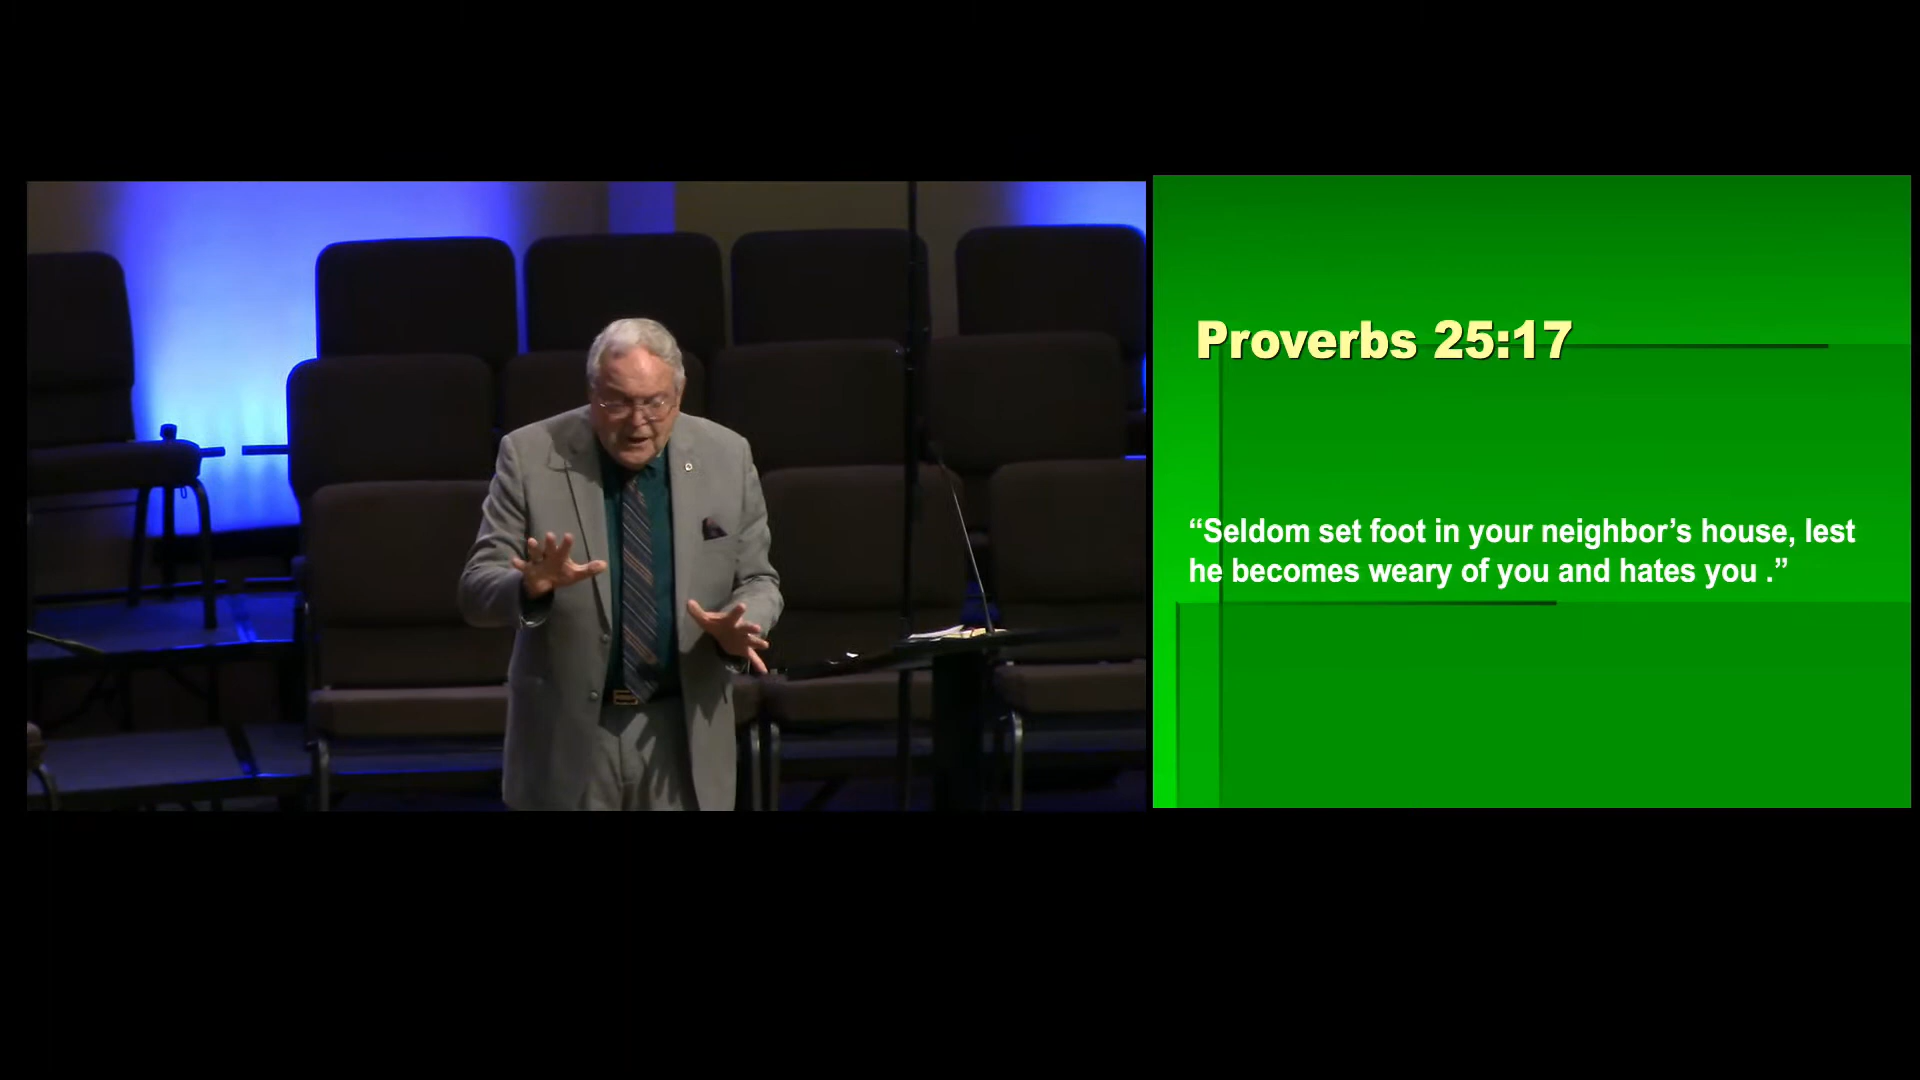 Proverbs 25:17
“Seldom set foot in your neighbor’s house, lest
he becomes weary of you and hates you .”